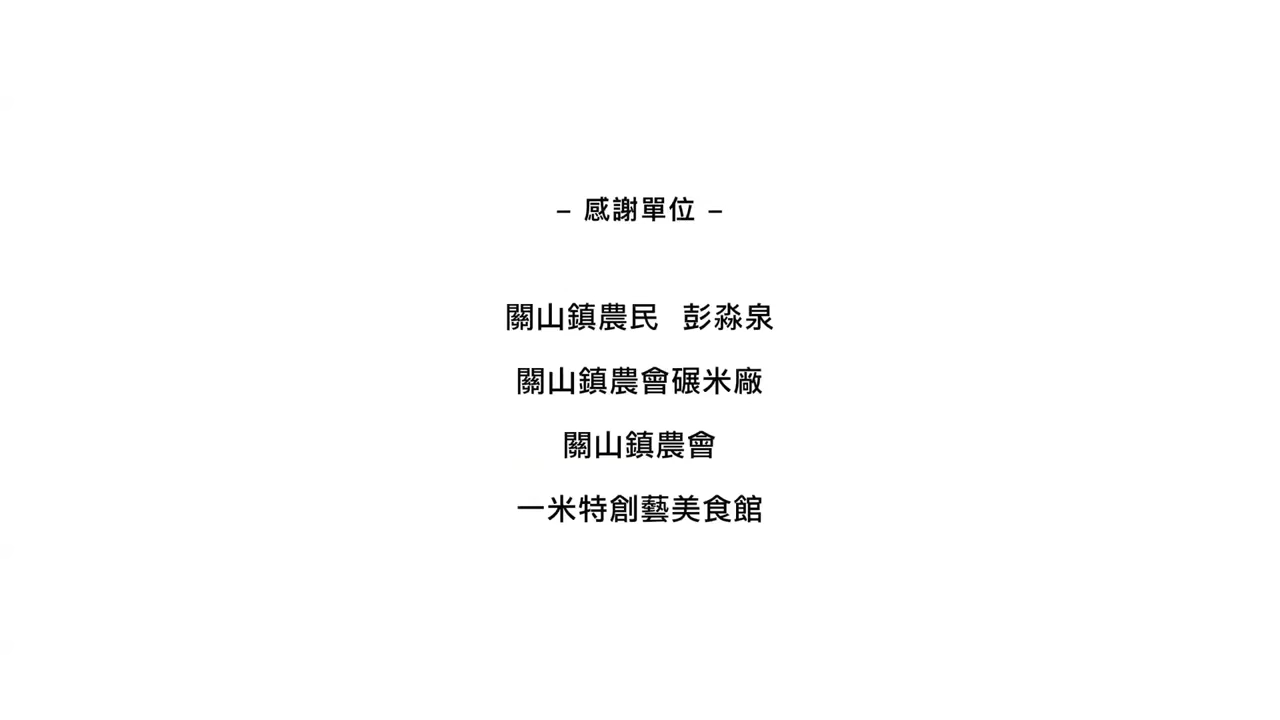 – 感謝單位 –
關山鎮農民 彭淼泉
關山鎮農會碾米廠
關山鎮農會
一米特創藝美食館